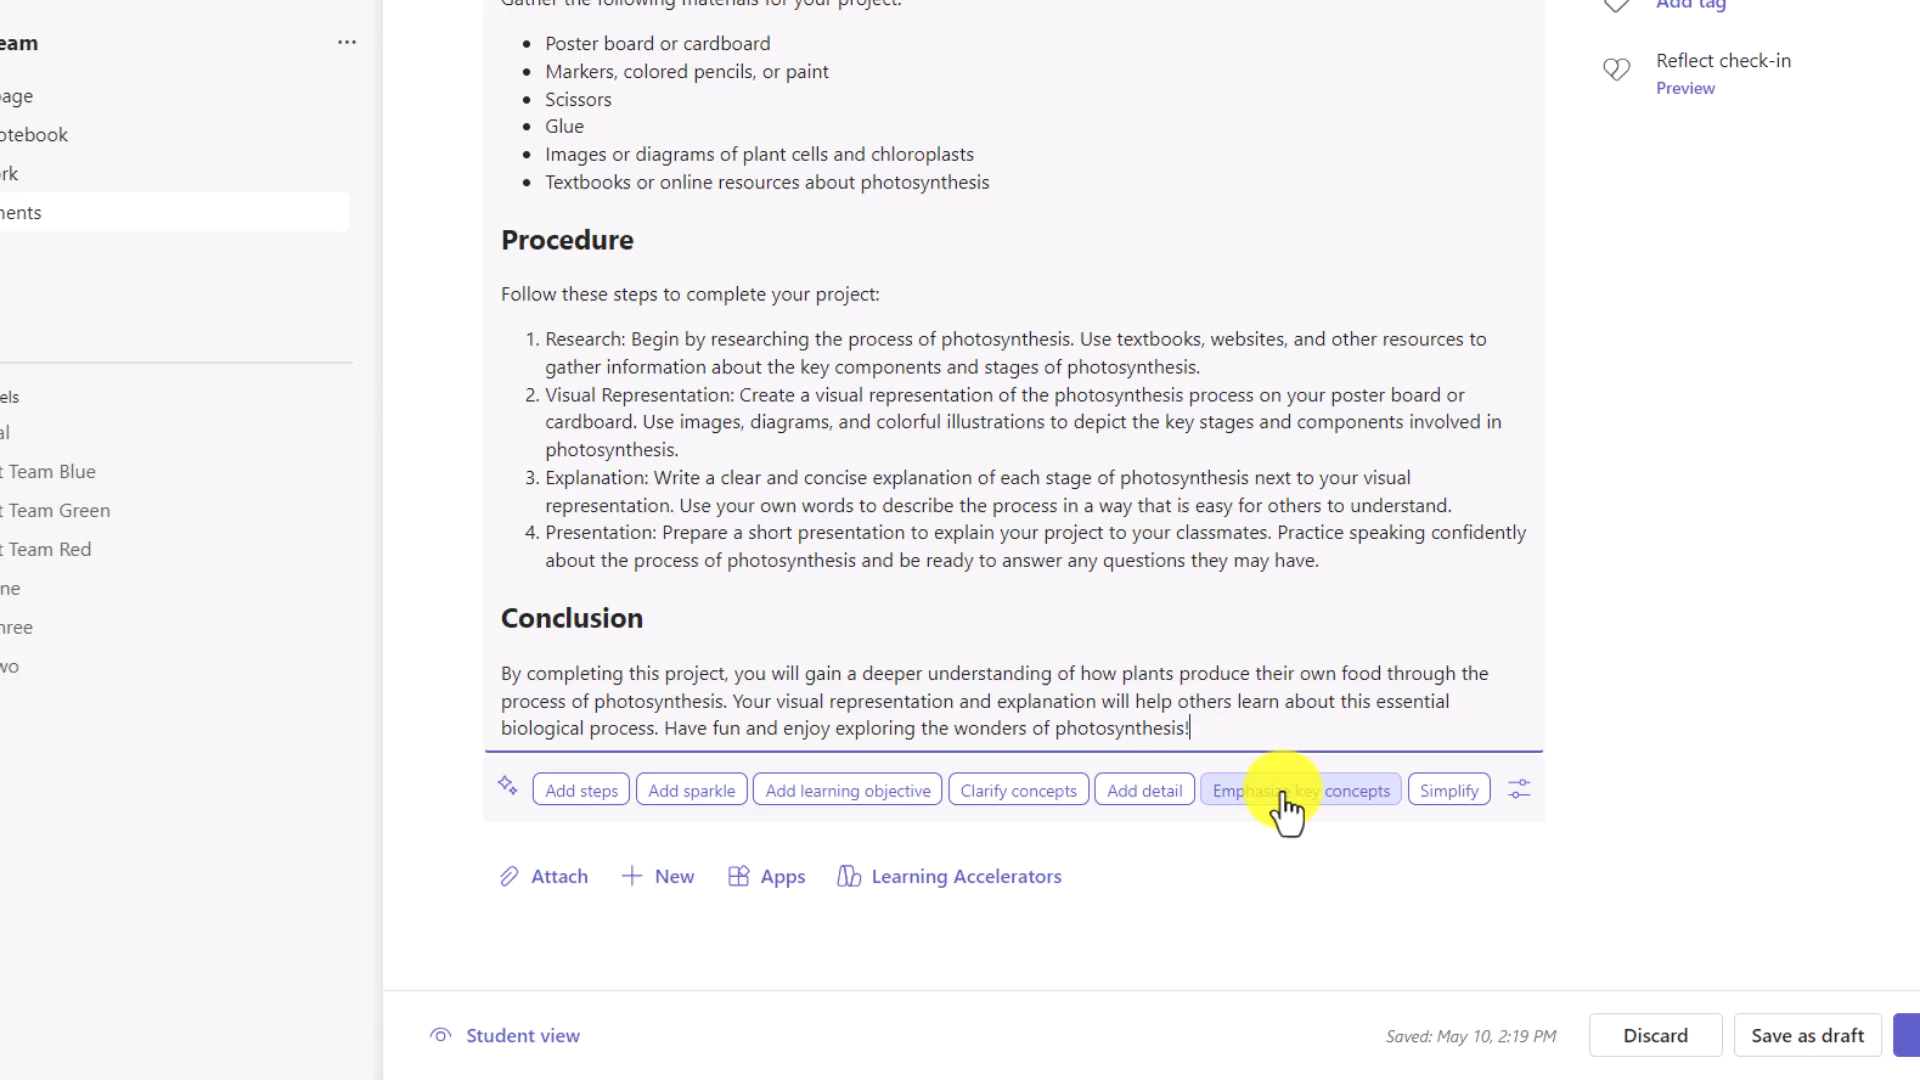 Gather the following materials for your project:
Add tag
eam
...
Poster board or cardboard
Reflect check-in
Markers, colored pencils, or paint
Preview
page
Scissors
Glue
otebook
Images or diagrams of plant cells and chloroplasts
rk
Textbooks or online resources about photosynthesis
ments
Procedure
Follow these steps to complete your project:
1. Research: Begin by researching the process of photosynthesis. Use textbooks, websites, and other resources to
gather information about the key components and stages of photosynthesis.
2. Visual Representation: Create a visual representation of the photosynthesis process on your poster board or
cardboard. Use images, diagrams, and colorful illustrations to depict the key stages and components involved in
photosynthesis.
3. Explanation: Write a clear and concise explanation of each stage of photosynthesis next to your visual
representation. Use your own words to describe the process in a way that is easy for others to understand.
4. Presentation: Prepare a short presentation to explain your project to your classmates. Practice speaking confidently
about the process of photosynthesis and be ready to answer any questions they may have.
els
al
t Team Blue
t Team Green
t Team Red
ne
hree
wo
Conclusion
By completing this project, you will gain a deeper understanding of how plants produce their own food through the
process of photosynthesis. Your visual representation and explanation will help others learn about this essential
biological process. Have fun and enjoy exploring the wonders of photosynthesis!
Add steps
Add sparkle
Add learning objective
Clarify concepts
Add detail
Emphasize key concepts
Simplify
Attach
New
Apps
Learning Accelerators
Student view
Saved: May 10, 2:19 PM
Discard
Save as draft